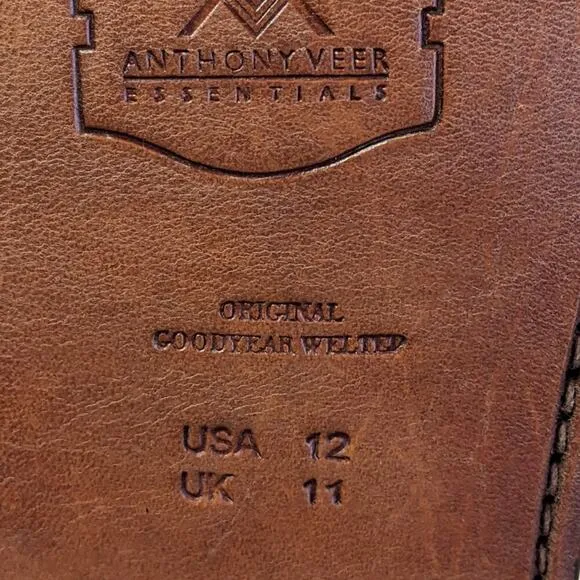 ANTHONY VEER
ESSENTIALS
ORIGINAL
GOODYEAR WELTED
USA 12
UK 11